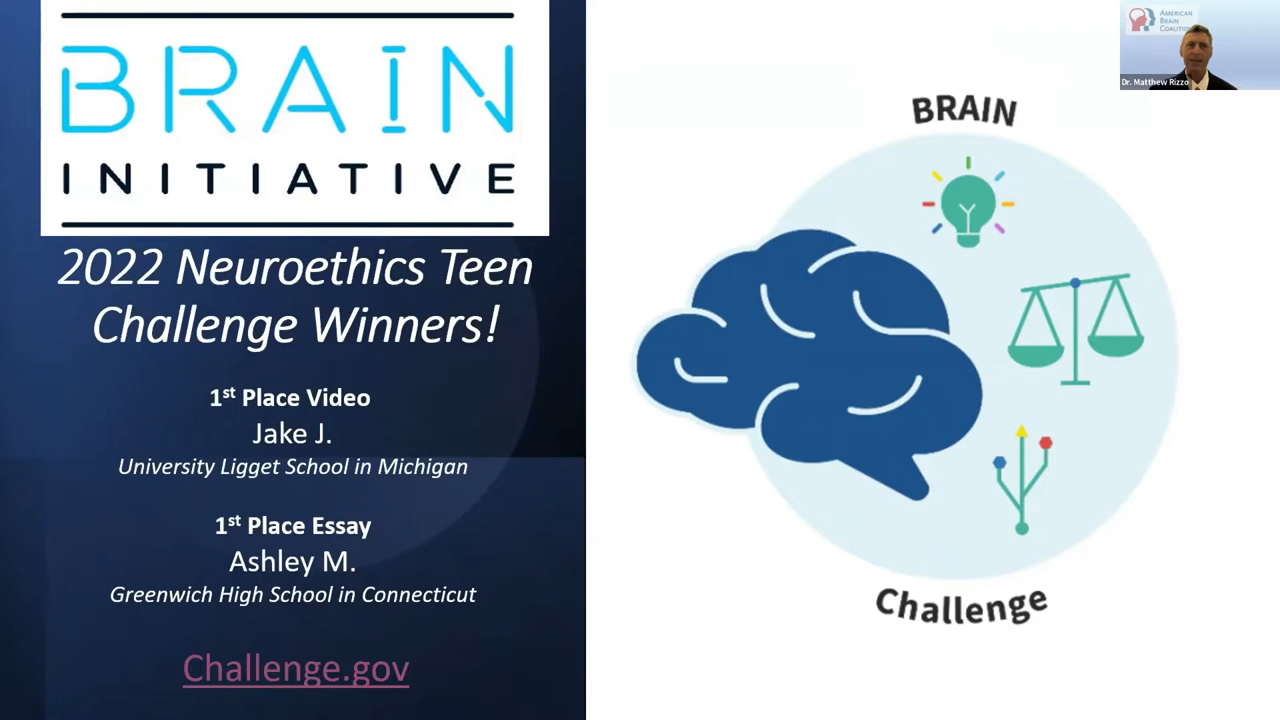 BRAIN
INITIATIVE
2022 Neuroethics Teen
Challenge Winners!
1st Place Video
Jake J.
University Ligget School in Michigan
1st Place Essay
Ashley M.
Greenwich High School in Connecticut
Challenge.gov
BRAIN
Challenge
AMERICAN
BRAIN
COALITION
Dr. Matthew Rizzo